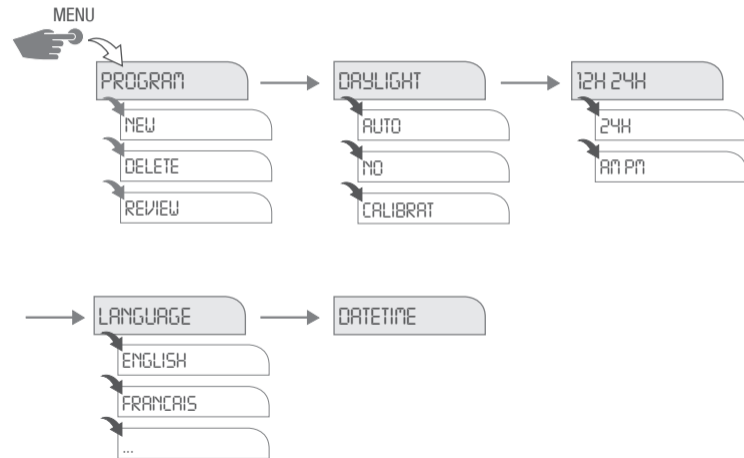 MENU
PROGRAM
NEW
DELETE
REVIEW
DAYLIGHT
AUTO
NO
CALIBRAT
12H 24H
24H
AM PM
LANGUAGE
ENGLISH
FRANCAIS
...
DATETIME